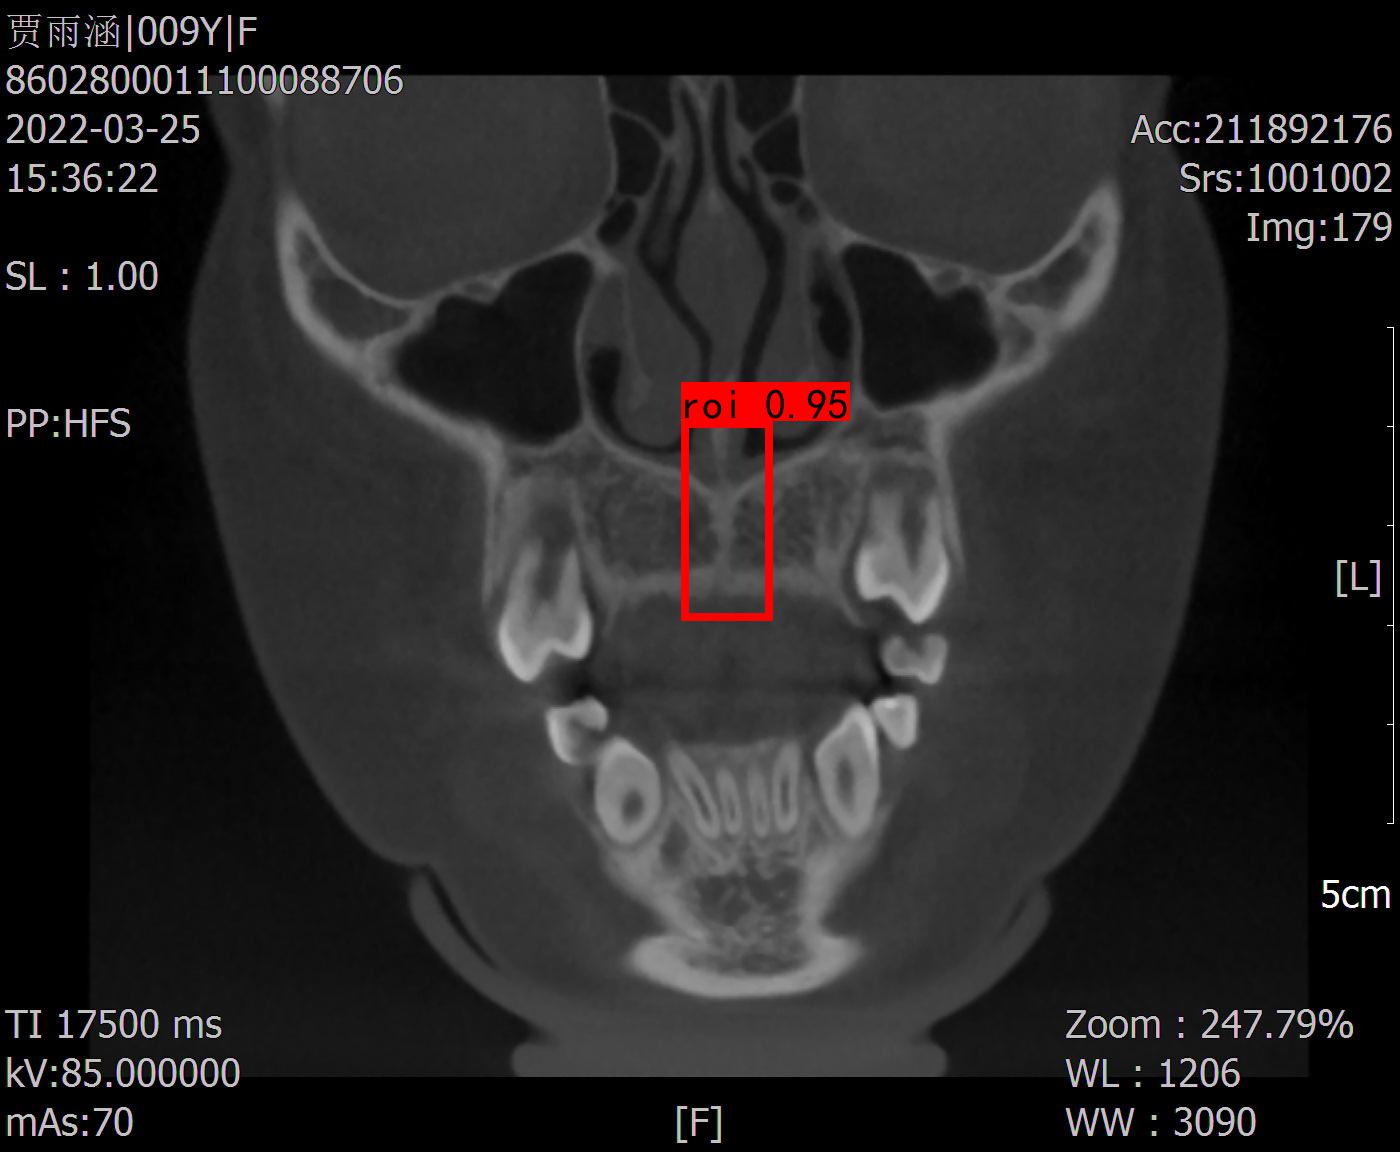 贾雨涵|009Y|F
8602800011100088706
2022-03-25
15:36:22
SL : 1.00
PP:HFS
Acc:211892176
Srs:1001002
Img:179
roi 0.95
[L]
5cm
TI 17500 ms
kV:85.000000
mAs:70
[F]
Zoom : 247.79%
WL : 1206
WW : 3090